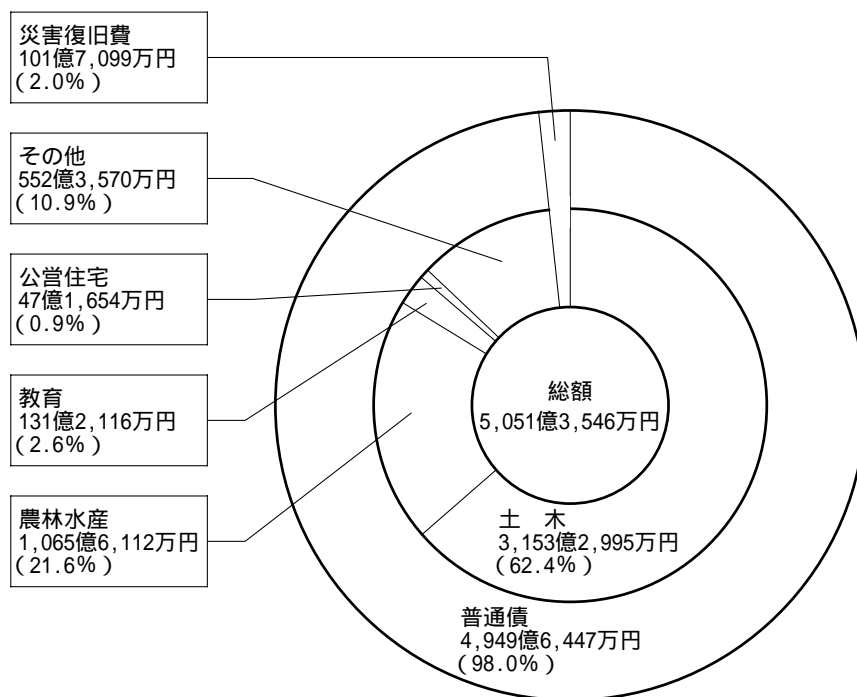 災害復旧費
101億7,099万円
(2.0%)
その他
552億3,570万円
(10.9%)
公営住宅
47億1,654万円
(0.9%)
教育
131億2,116万円
(2.6%)
農林水産
1,065億6,112万円
(21.6%)
総額
5,051億3,546万円
土　木
3,153億2,995万円
(62.4%)
普通債
4,949億6,447万円
(98.0%)